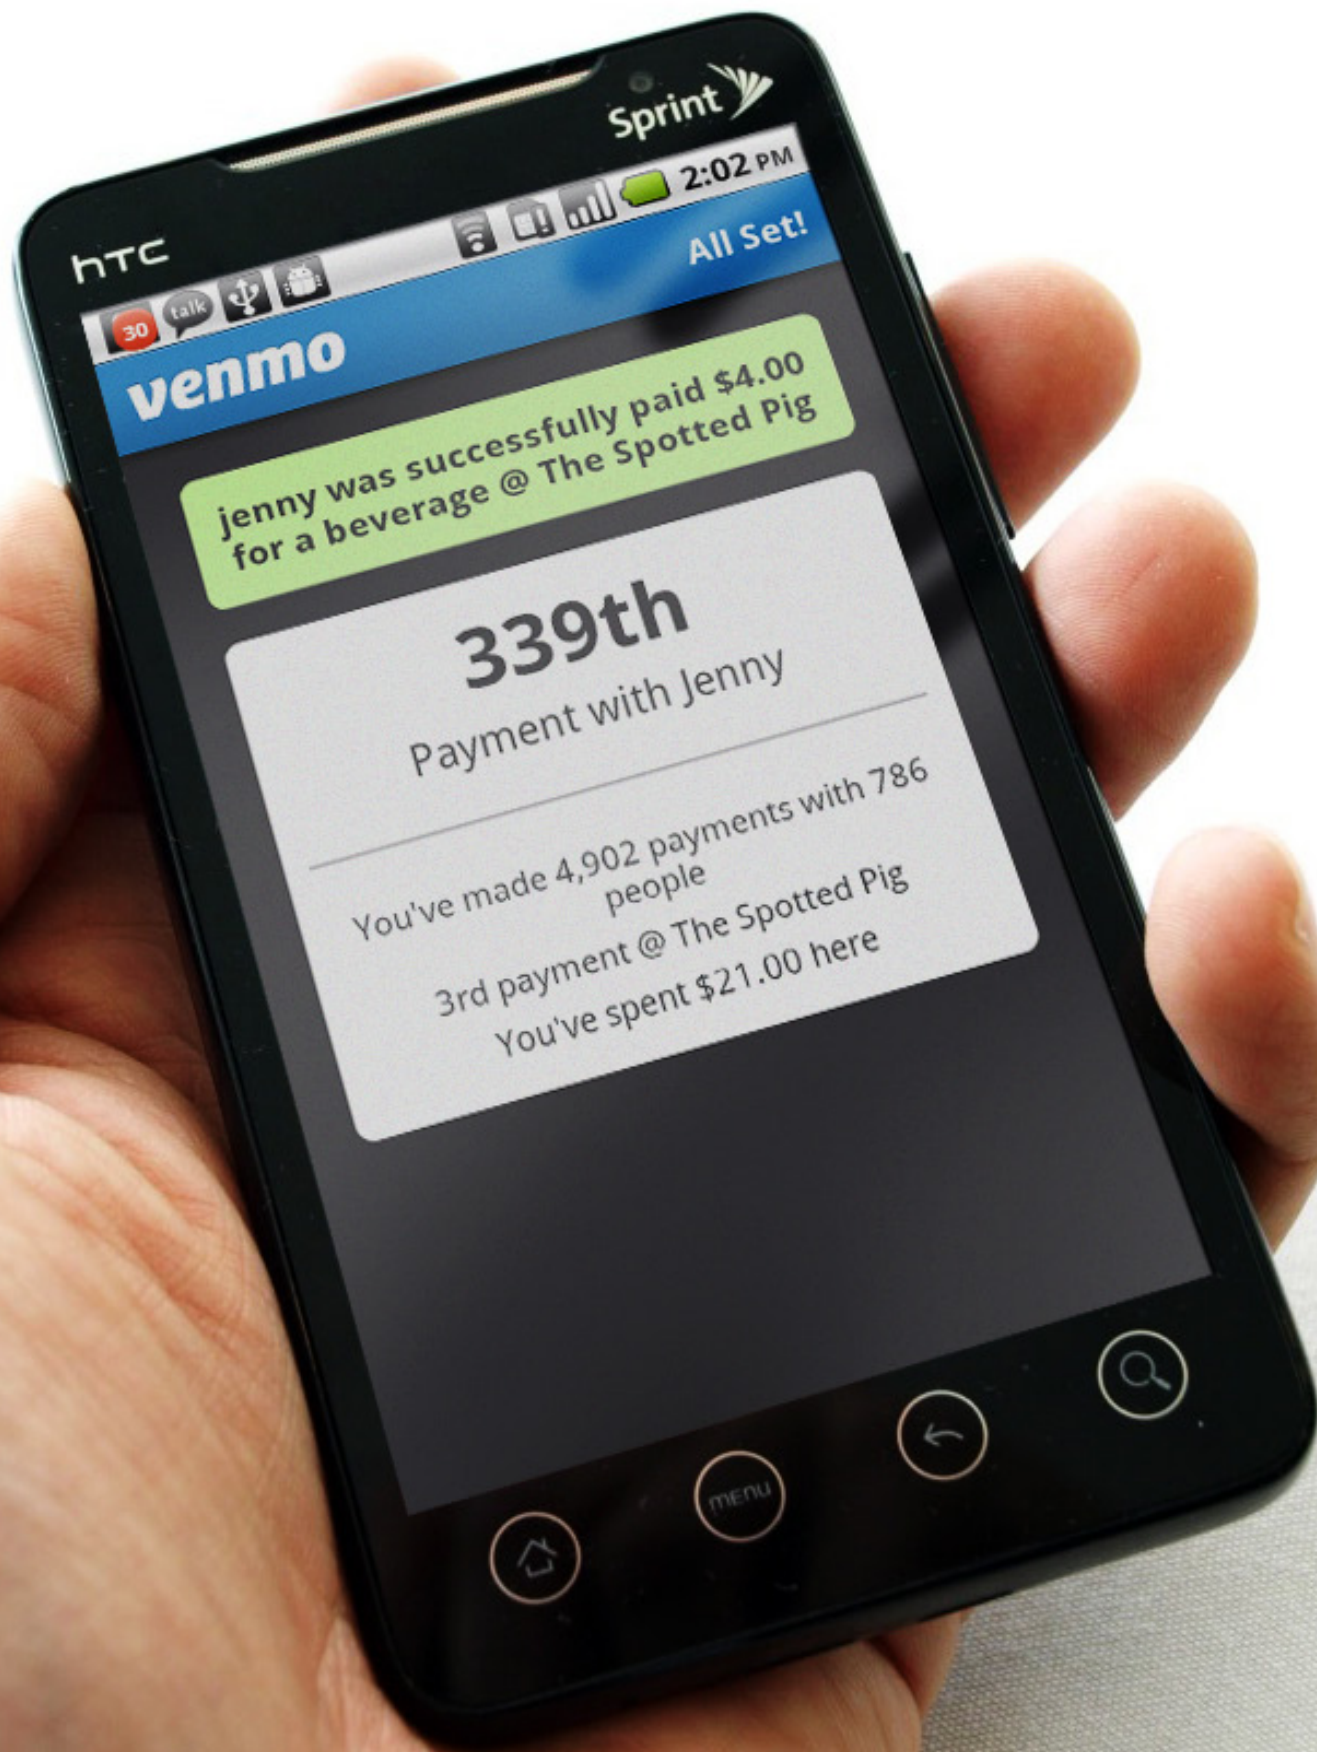 Sprint
hTC
2:02 PM
30
talk
venmo
All Set!
jenny was successfully paid $4.00
for a beverage @ The Spotted Pig
339th
Payment with Jenny
You've made 4,902 payments with 786
people
3rd payment @ The Spotted Pig
You've spent $21.00 here
mEnU